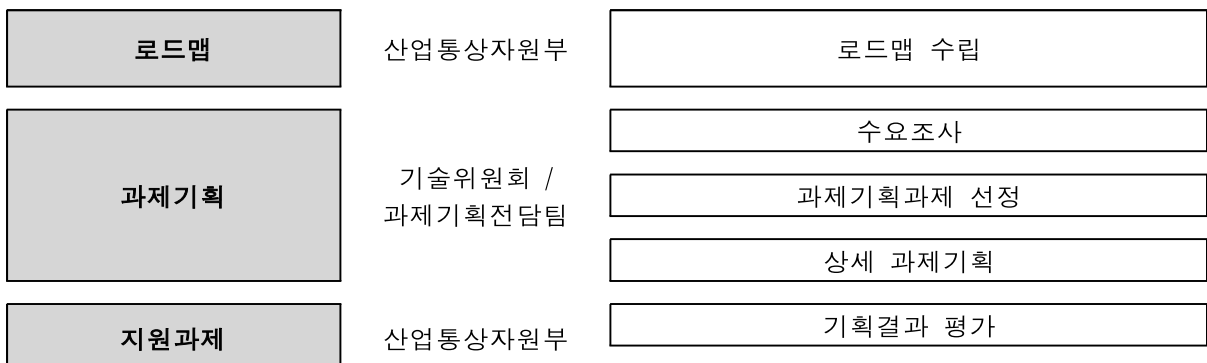 로드맵 산업통상자원부 로드맵 수립
수요조사
과제기획 기술위원회 /
과제기획전담팀 과제기획과제 선정
상세 과제기획
지원과제 산업통상자원부 기획결과 평가